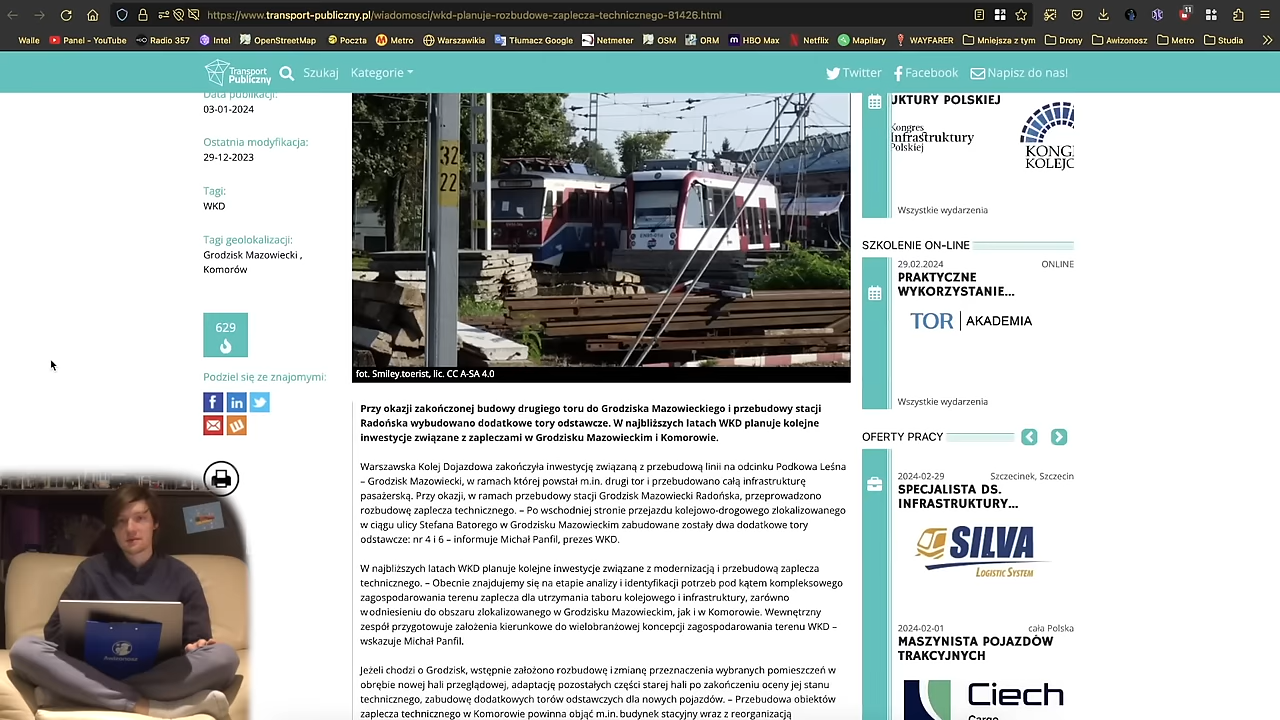 https://www.transport-publiczny.pl/wiadomosci/wkd-planuje-rozbudowe-zaplecza-technicznego-81426.html
11
Walle
Panel - YouTube
Radio 357
Intel
OpenStreetMap
Poczta
Metro
Warszawikia
Tłumacz Google
Netmeter
OSM
ORM
HBO Max
Netflix
Mapilary
WAYFARER
Mniejsza z tym
Drony
Awizonosz
Metro
Studia
Transport
Publiczny
Szukaj
Kategorie
Twitter
Facebook
Napisz do nas!
Data publikacji:
03-01-2024
Ostatnia modyfikacja:
29-12-2023
Tagi:
WKD
Tagi geolokalizacji:
Grodzisk Mazowiecki ,
Komorów
629
Podziel się ze znajomymi:
32
22
fot. Smiley.toerist, lic. CC A-SA 4.0
Przy okazji zakończonej budowy drugiego toru do Grodziska Mazowieckiego i przebudowy stacji
Radońska wybudowano dodatkowe tory odstawcze. W najbliższych latach WKD planuje kolejne
inwestycje związane z zapleczami w Grodzisku Mazowieckim i Komorowie.
Warszawska Kolej Dojazdowa zakończyła inwestycję związaną z przebudową linii na odcinku Podkowa Leśna
– Grodzisk Mazowiecki, w ramach której powstał m.in. drugi tor i przebudowano całą infrastrukturę
pasażerską. Przy okazji, w ramach przebudowy stacji Grodzisk Mazowiecki Radońska, przeprowadzono
rozbudowę zaplecza technicznego. – Po wschodniej stronie przejazdu kolejowo-drogowego zlokalizowanego
w ciągu ulicy Stefana Batorego w Grodzisku Mazowieckim zabudowane zostały dwa dodatkowe tory
odstawcze: nr 4 i 6 – informuje Michał Panfil, prezes WKD.
W najbliższych latach WKD planuje kolejne inwestycje związane z modernizacją i przebudową zaplecza
technicznego. – Obecnie znajdujemy się na etapie analizy i identyfikacji potrzeb pod kątem kompleksowego
zagospodarowania terenu zaplecza dla utrzymania taboru kolejowego i infrastruktury, zarówno
w odniesieniu do obszaru zlokalizowanego w Grodzisku Mazowieckim, jak i w Komorowie. Wewnętrzny
zespół przygotowuje założenia kierunkowe do wielobranżowej koncepcji zagospodarowania terenu WKD –
wskazuje Michał Panfil.
Jeżeli chodzi o Grodzisk, wstępnie założono rozbudowę i zmianę przeznaczenia wybranych pomieszczeń w
obrębie nowej hali przeglądowej, adaptację pozostałych części starej hali po zakończeniu oceny jej stanu
technicznego, zabudowę dodatkowych torów odstawczych dla nowych pojazdów. – Przebudowa obiektów
zaplecza technicznego w Komorowie powinna objąć m.in. budynek stacyjny wraz z reorganizacją
UKTURY POLSKIEJ
Kongres
Infrastruktury
Polskiej
KONG
KOLEJC
Wszystkie wydarzenia
SZKOLENIE ON-LINE
29.02.2024
ONLINE
PRAKTYCZNE
WYKORZYSTANIE...
TOR | AKADEMIA
Wszystkie wydarzenia
OFERTY PRACY
2024-02-29
Szczecinek, Szczecin
SPECJALISTA DS.
INFRASTRUKTURY...
SILVA
LOGISTIC SYSTEM
2024-02-01
cała Polska
MASZYNISTA POJAZDÓW
TRAKCYJNYCH
Ciech
Cargo